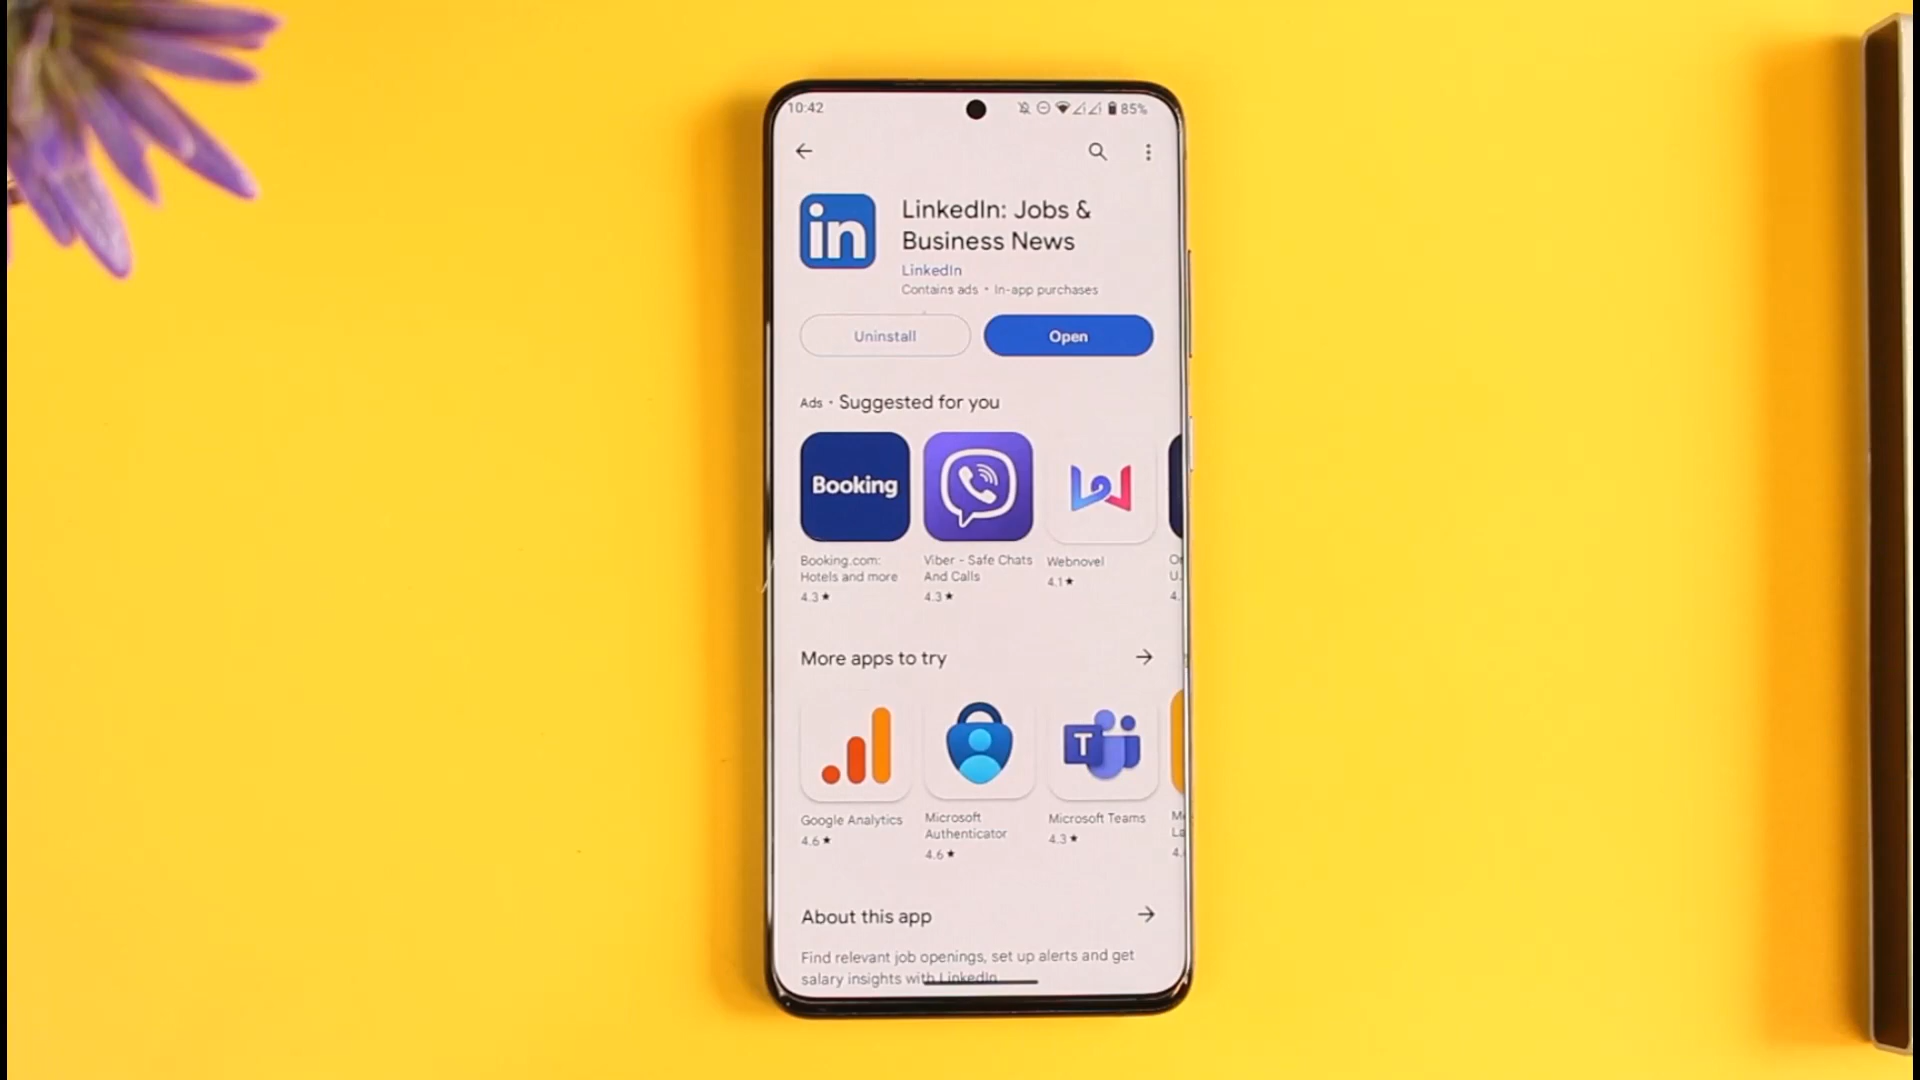 10:42
85%
in
LinkedIn: Jobs &
Business News
LinkedIn
Contains ads • In-app purchases
Uninstall
Open
Ads • Suggested for you
Booking
Booking.com:
Hotels and more
4.3★
Viber - Safe Chats
And Calls
4.3★
Webnovel
4.1★
More apps to try
Google Analytics
4.6★
Microsoft
Authenticator
4.6★
T
Microsoft Teams
4.3★
About this app
Find relevant job openings, set up alerts and get
salary insights with LinkedIn